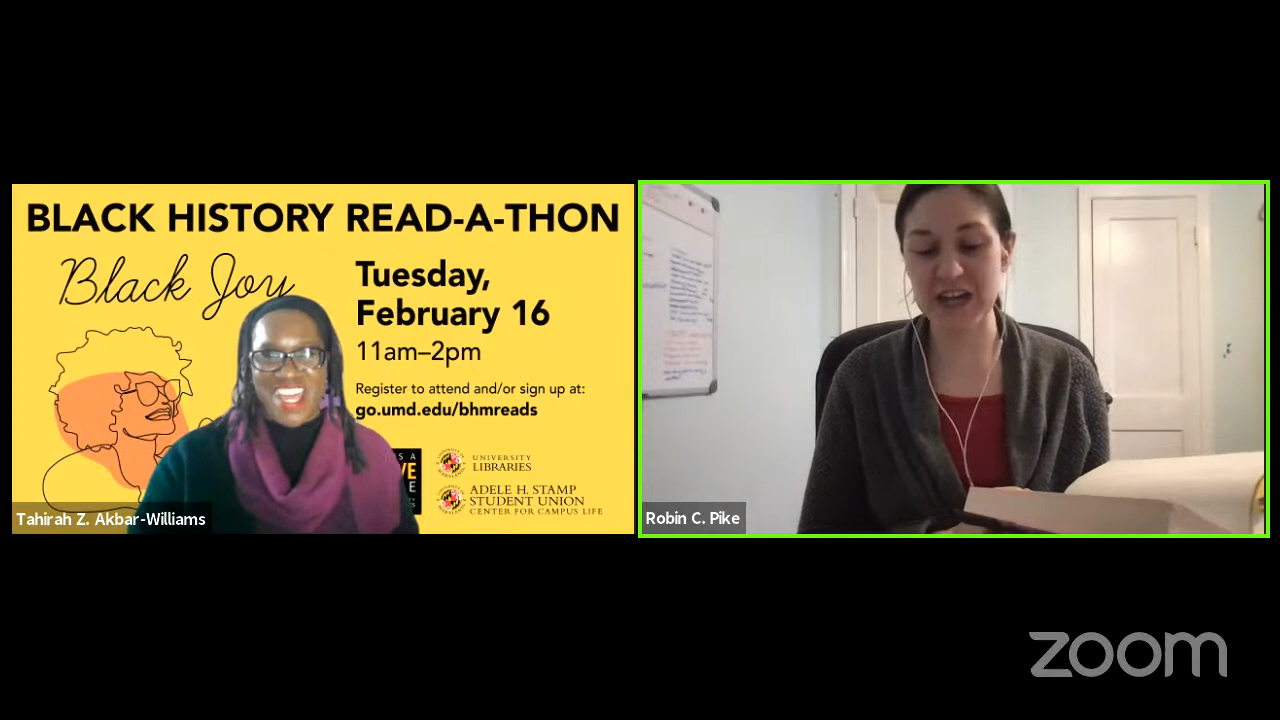 BLACK HISTORY READ-A-THON
Black Joy
Tuesday,
February 16
11am–2pm
Register to attend and/or sign up at:
go.umd.edu/bhmreads
UNIVERSITY
LIBRARIES
ADELE H. STAMP
STUDENT UNION
CENTER FOR CAMPUS LIFE
Tahirah Z. Akbar-Williams
Robin C. Pike
zoom